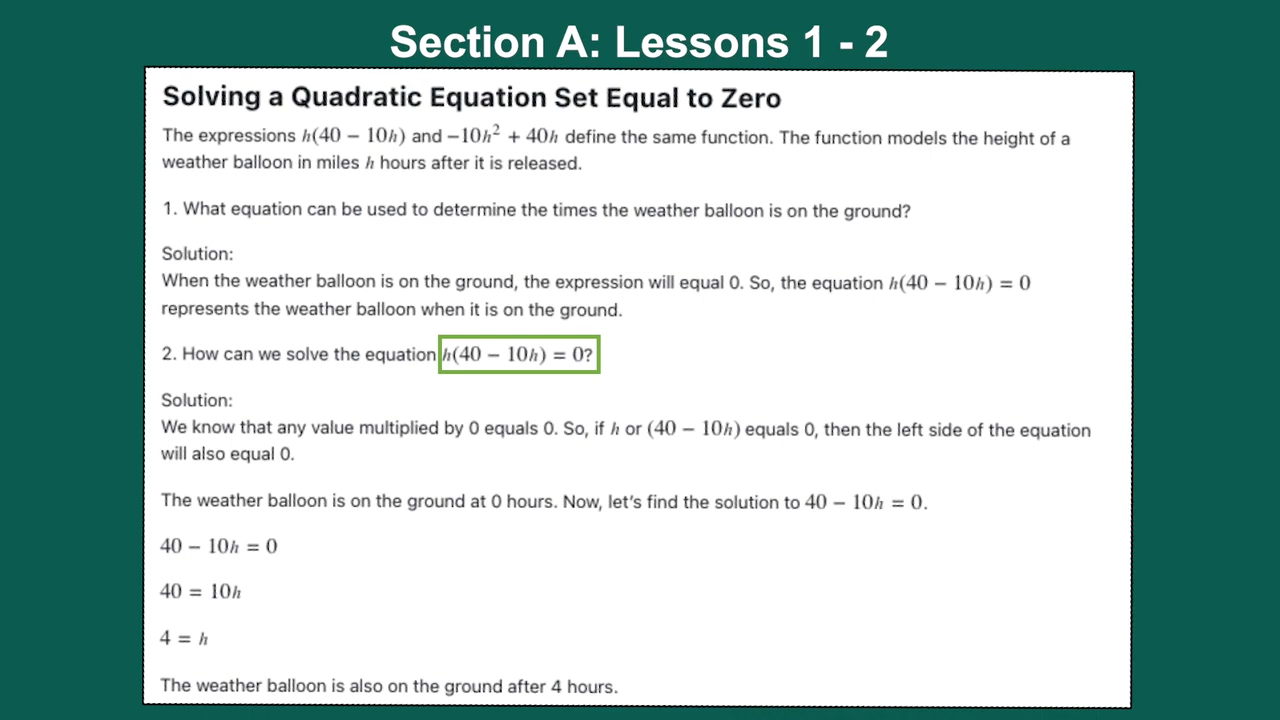 Section A: Lessons 1 - 2
Solving a Quadratic Equation Set Equal to Zero
The expressions h(40 − 10h) and −10h² + 40h define the same function. The function models the height of a
weather balloon in miles h hours after it is released.
1. What equation can be used to determine the times the weather balloon is on the ground?
Solution:
When the weather balloon is on the ground, the expression will equal 0. So, the equation h(40 − 10h) = 0
represents the weather balloon when it is on the ground.
2. How can we solve the equation h(40 − 10h) = 0?
Solution:
We know that any value multiplied by 0 equals 0. So, if h or (40 − 10h) equals 0, then the left side of the equation
will also equal 0.
The weather balloon is on the ground at 0 hours. Now, let’s find the solution to 40 − 10h = 0.
40 − 10h = 0
40 = 10h
4 = h
The weather balloon is also on the ground after 4 hours.